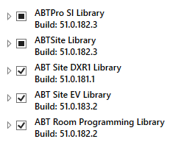 ABTPro SI Library
Build: 51.0.182.3
ABTSite Library
Build: 51.0.182.3
ABT Site DXR1 Library
Build: 51.0.181.1
ABT Site EV Library
Build: 51.0.183.2
ABT Room Programming Library
Build: 51.0.182.2